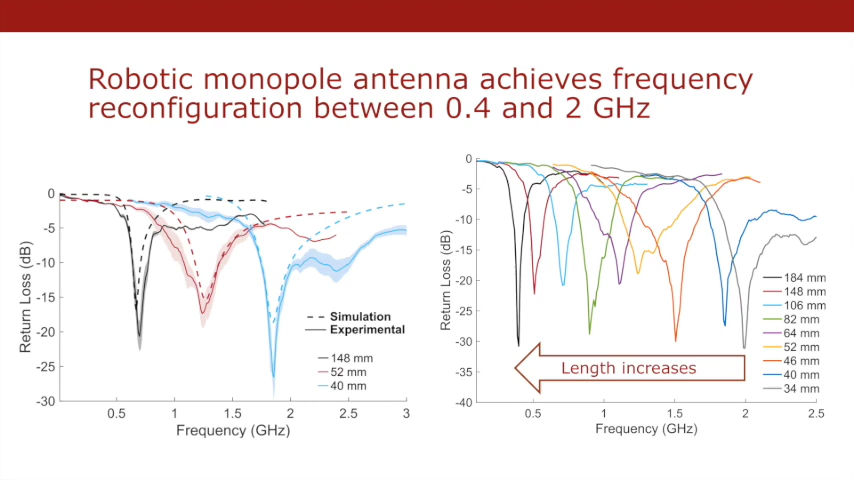 Robotic monopole antenna achieves frequency
reconfiguration between 0.4 and 2 GHz
0
-5
-10
-15
-20
-25
-30
Return Loss (dB)
0.5
1
1.5
2
2.5
3
Frequency (GHz)
Simulation
Experimental
148 mm
52 mm
40 mm
0
-5
-10
-15
-20
-25
-30
-35
-40
Return Loss (dB)
0.5
1
1.5
2
2.5
Frequency (GHz)
Length increases
184 mm
148 mm
106 mm
82 mm
64 mm
52 mm
46 mm
40 mm
34 mm